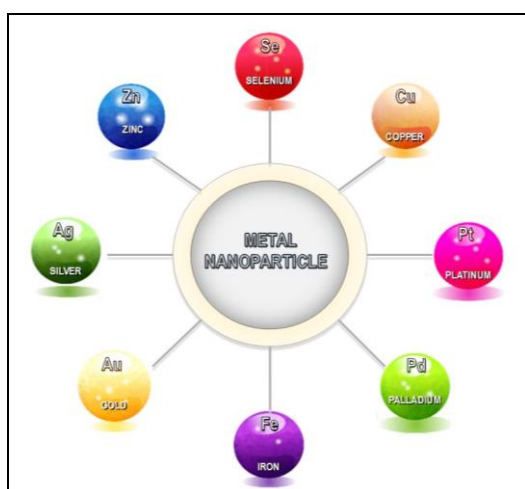 Se
SELENIUM
Cu
COPPER
Pt
PLATINUM
Pd
PALLADIUM
Fe
IRON
Au
GOLD
Ag
SILVER
Zn
ZINC
METAL
NANOPARTICLE